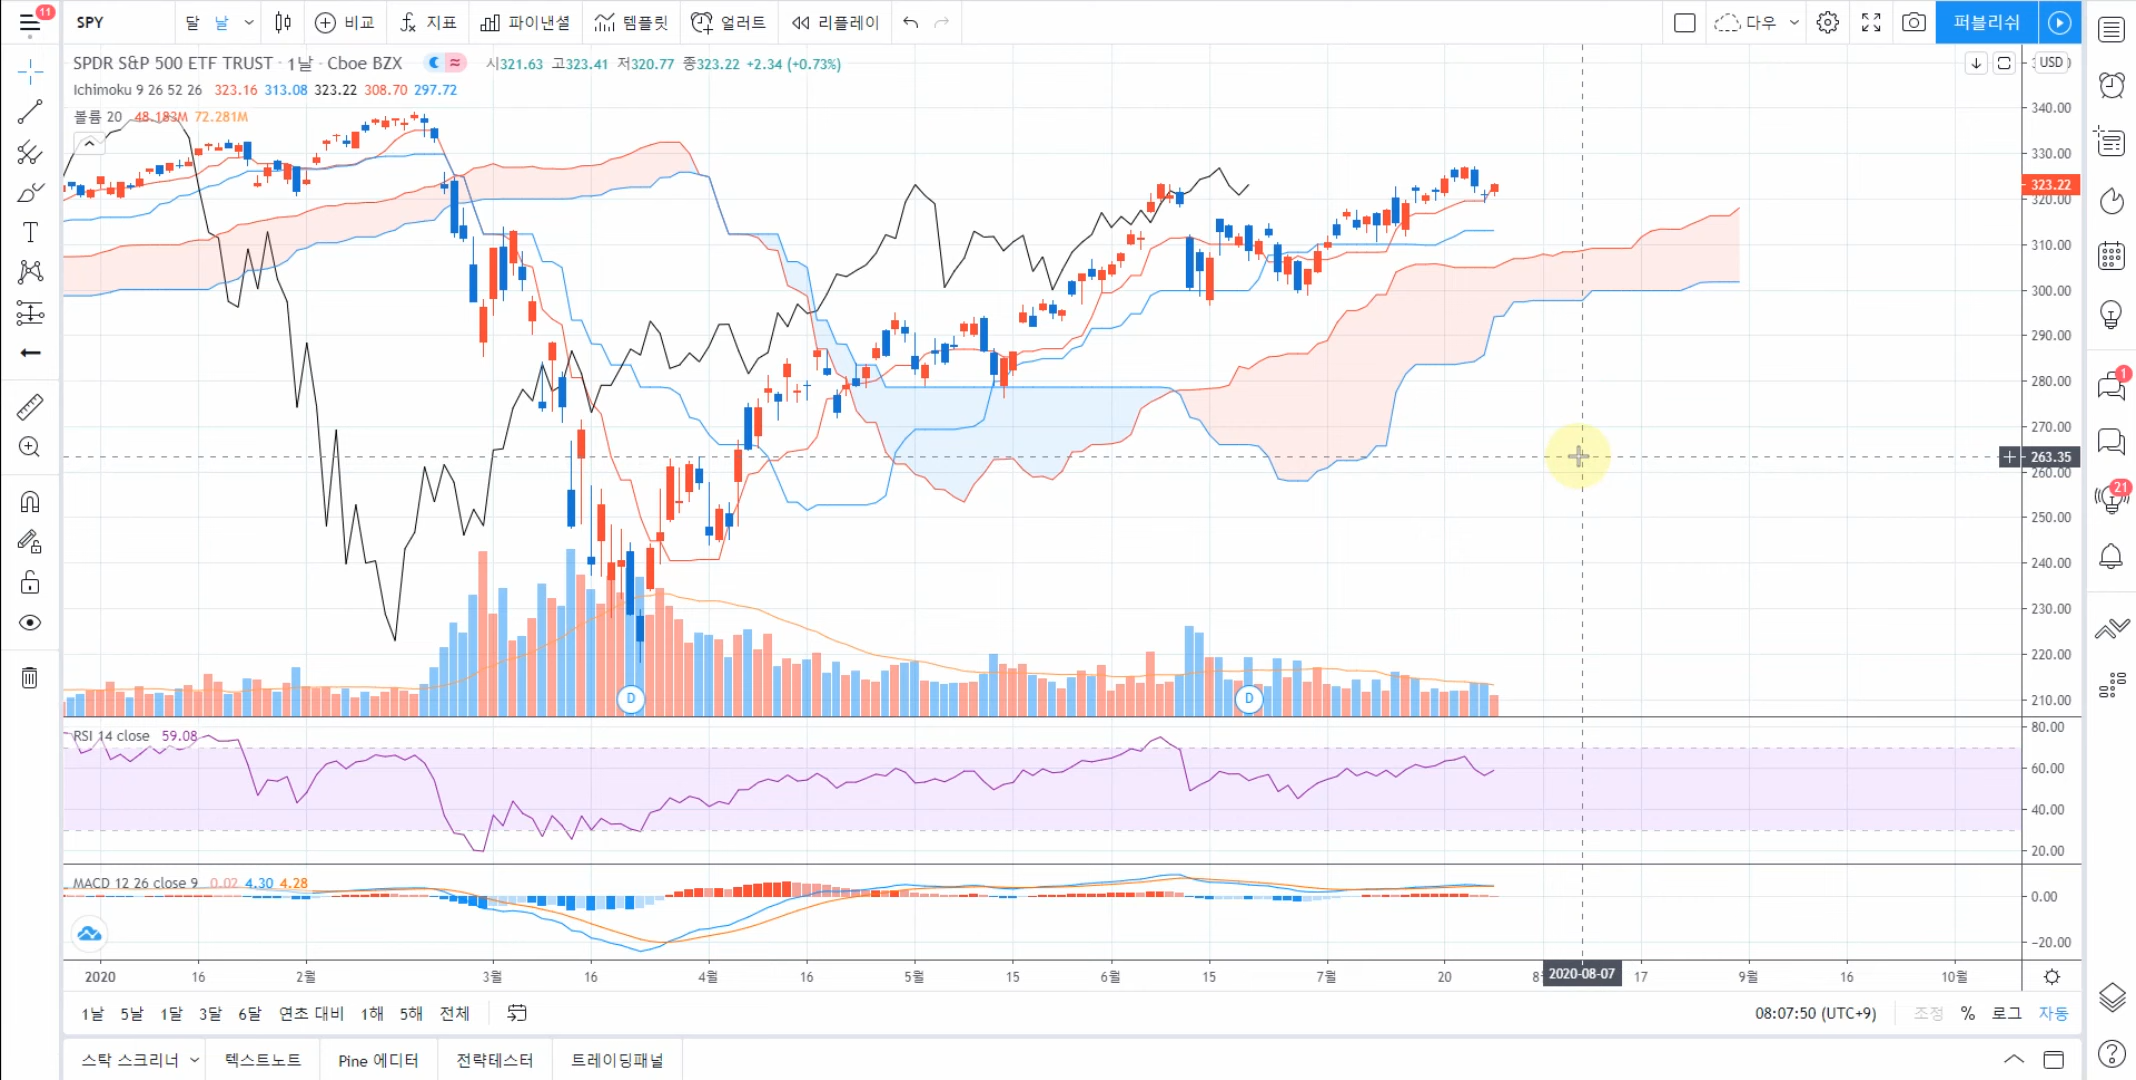 11
SPY 달 날 비교 지표 파이낸셜 템플릿 얼러트 리플레이 다우 퍼블리쉬
SPDR S&P 500 ETF TRUST · 1날 · Cboe BZX 시321.63 고323.41 저320.77 종323.22 +2.34 (+0.73%)
USD
Ichimoku 9 26 52 26 323.16 313.08 323.22 308.70 297.72
볼륨 20 48.183M 72.281M
340.00
330.00
323.22
320.00
310.00
300.00
290.00
280.00
1
270.00
263.35
260.00
21
250.00
240.00
230.00
220.00
210.00
D D
RSI 14 close 59.08
80.00
60.00
40.00
20.00
MACD 12 26 close 9 0.02 4.30 4.28
0.00
-20.00
2020 16 2월 3월 16 4월 16 5월 15 6월 15 7월 20 8 2020-08-07 17 9월 16 10월
1날 5날 1달 3달 6달 연초 대비 1해 5해 전체 08:07:50 (UTC+9) 조정 % 로그 자동
스탁 스크리너 텍스트노트 Pine 에디터 전략테스터 트레이딩패널